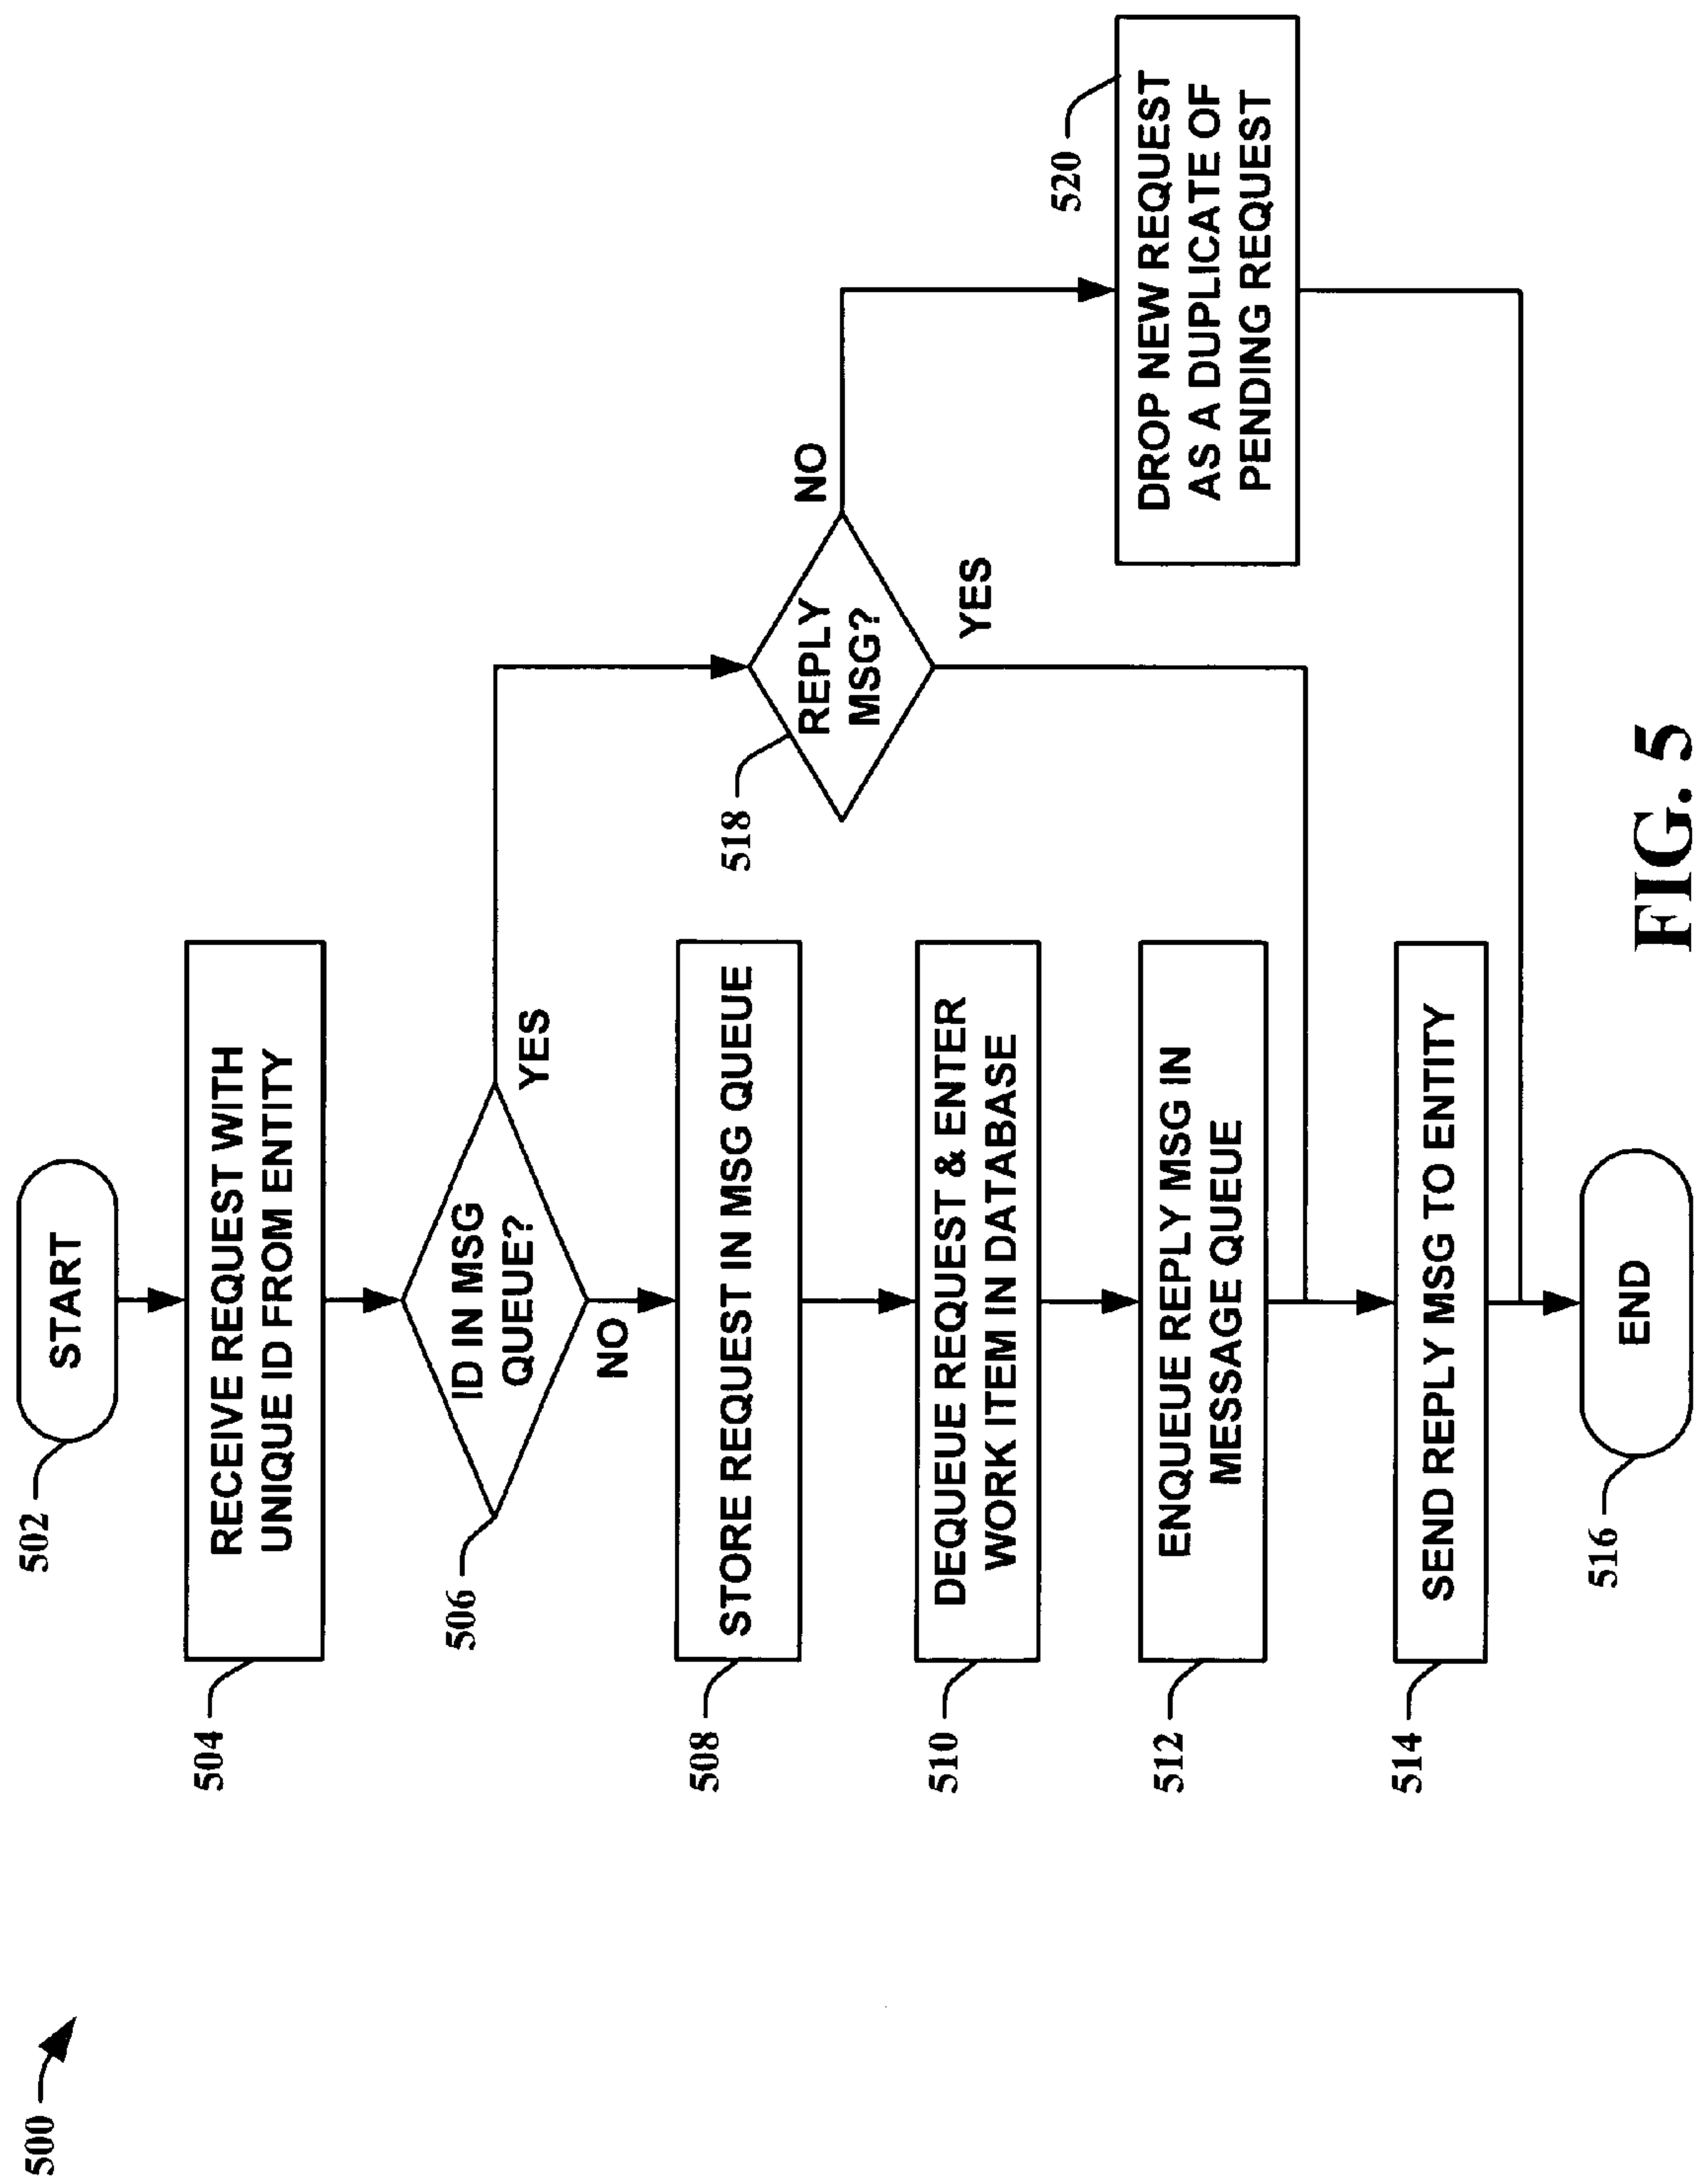 500
502
START
504
RECEIVE REQUEST WITH
UNIQUE ID FROM ENTITY
506
ID IN MSG
QUEUE?
YES
NO
508
STORE REQUEST IN MSG QUEUE
518
REPLY
MSG?
NO
YES
510
DEQUEUE REQUEST & ENTER
WORK ITEM IN DATABASE
520
DROP NEW REQUEST
AS A DUPLICATE OF
PENDING REQUEST
512
ENQUEUE REPLY MSG IN
MESSAGE QUEUE
514
SEND REPLY MSG TO ENTITY
516
END
FIG. 5